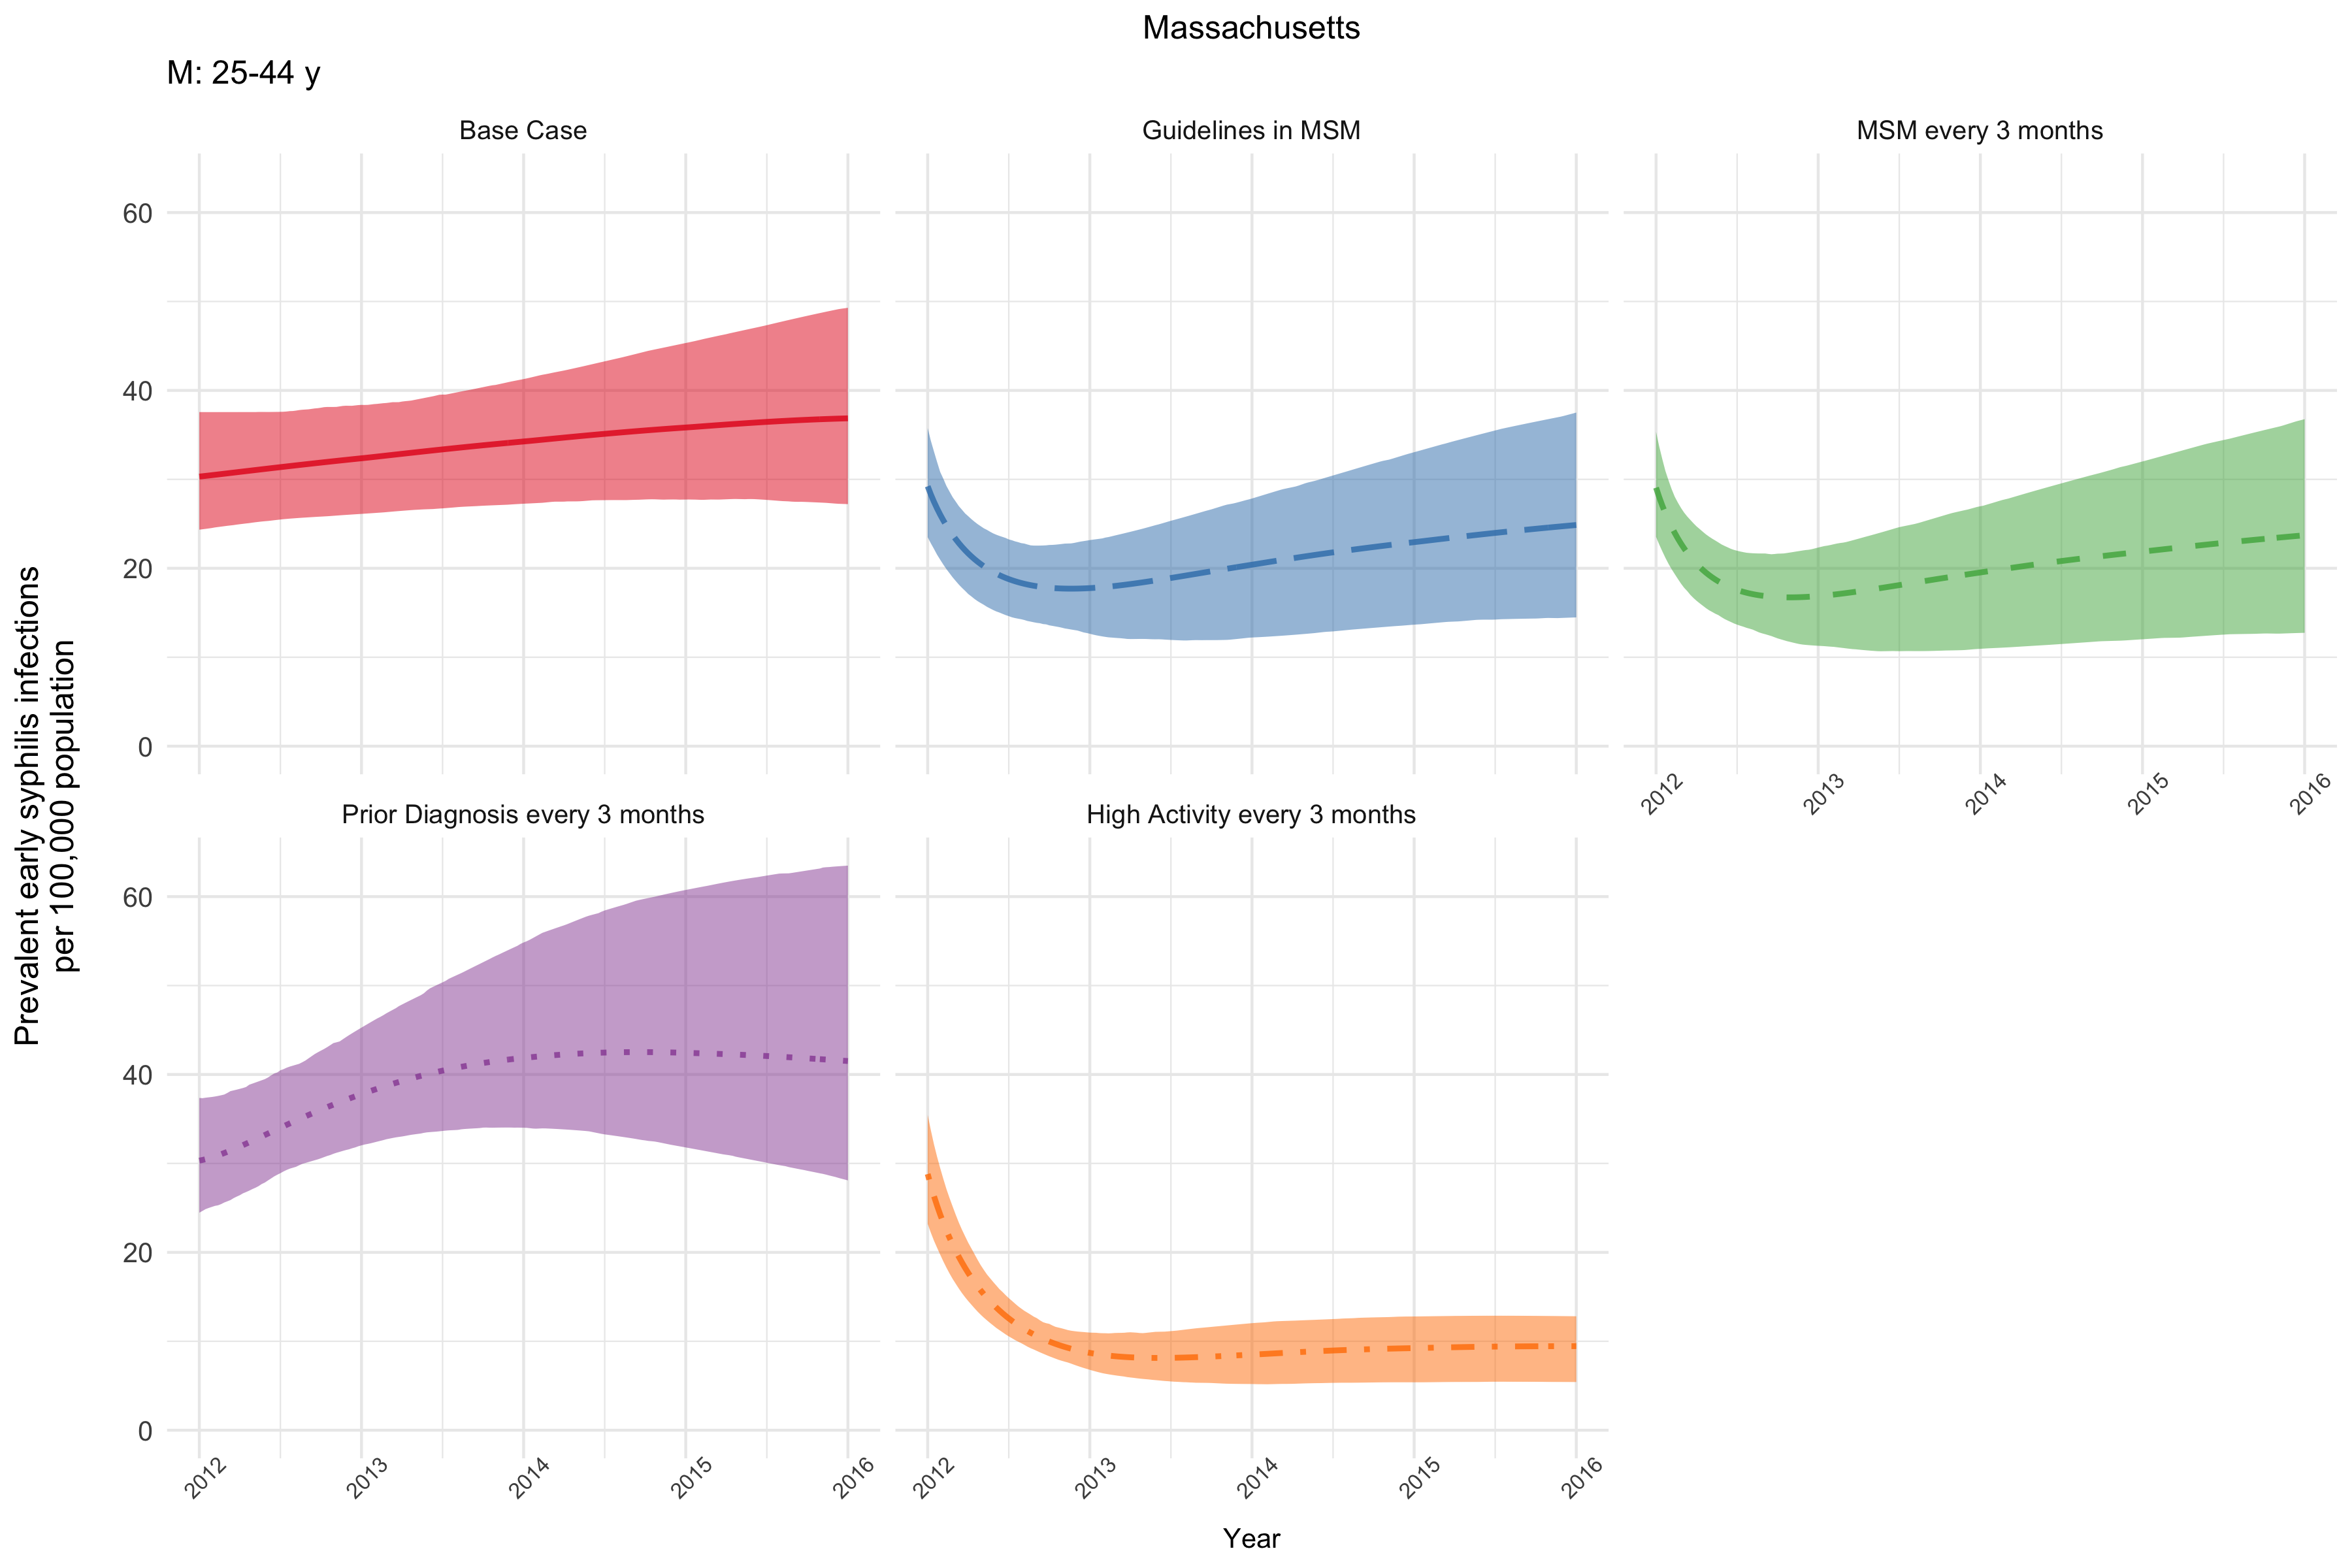 Massachusetts
M: 25-44 y
Base Case
Guidelines in MSM
MSM every 3 months
60
40
20
0
2012
2013
2014
2015
2016
Prevalent early syphilis infections
per 100,000 population
Prior Diagnosis every 3 months
High Activity every 3 months
60
40
20
0
2012
2013
2014
2015
2016
2012
2013
2014
2015
2016
Year